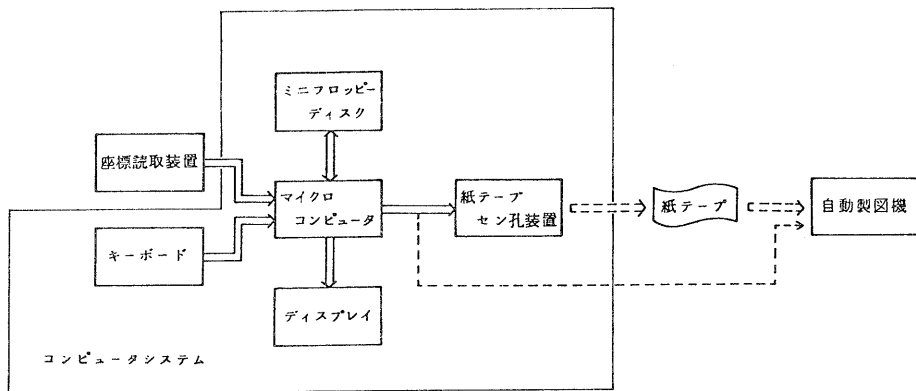 ミニフロッピー
ディスク
座標読取装置
マイクロ
コンピュータ
紙テープ
セン孔装置
紙テープ
自動製図機
キーボード
ディスプレイ
コンピュータシステム